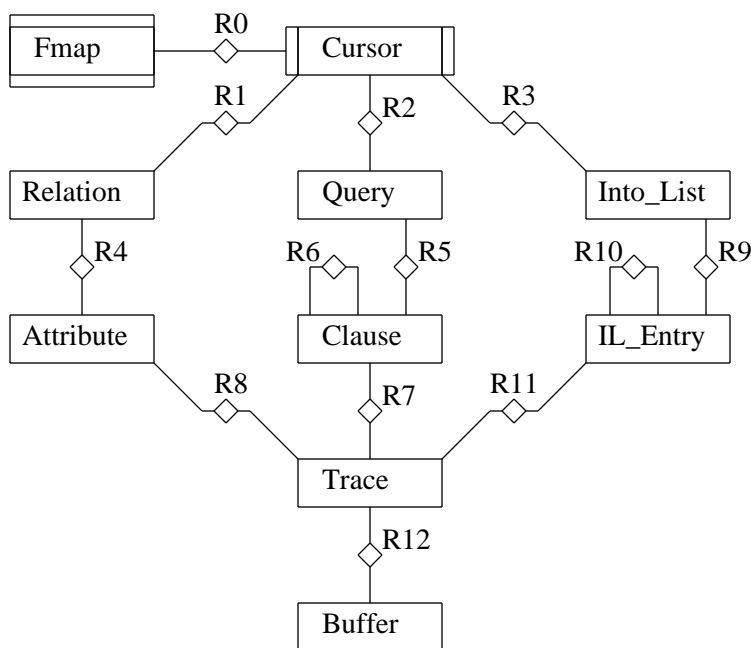 R0
Fmap
Cursor
R1
R2
R3
Relation
Query
Into_List
R4
R6
R5
R10
R9
Attribute
Clause
IL_Entry
R8
R7
R11
Trace
R12
Buffer